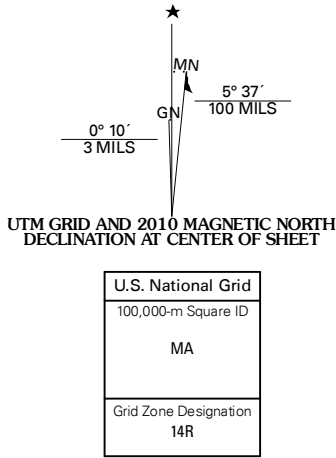 MN
GN
5° 37´
100 MILS
0° 10´
3 MILS
UTM GRID AND 2010 MAGNETIC NORTH
DECLINATION AT CENTER OF SHEET
U.S. National Grid
100,000-m Square ID
MA
Grid Zone Designation
14R